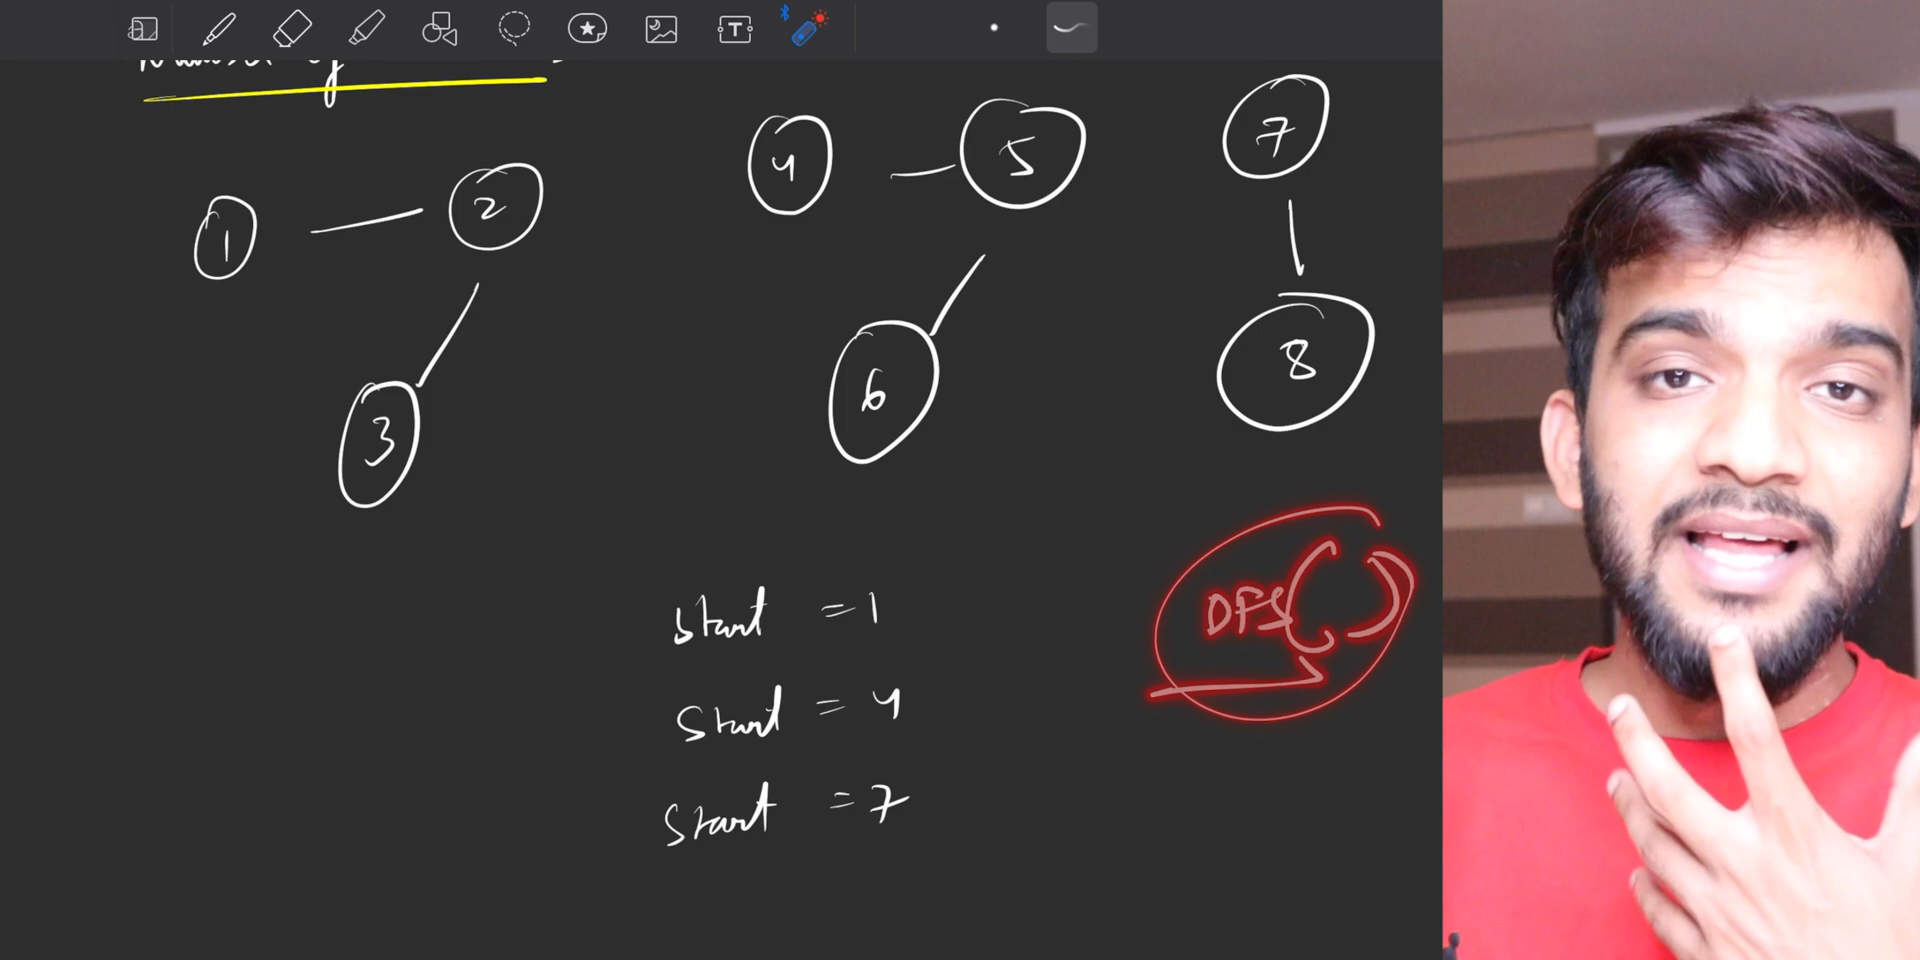 1 2 3
4 5 6
7 8
Start = 1
Start = 4
Start = 7
DFS( )
T